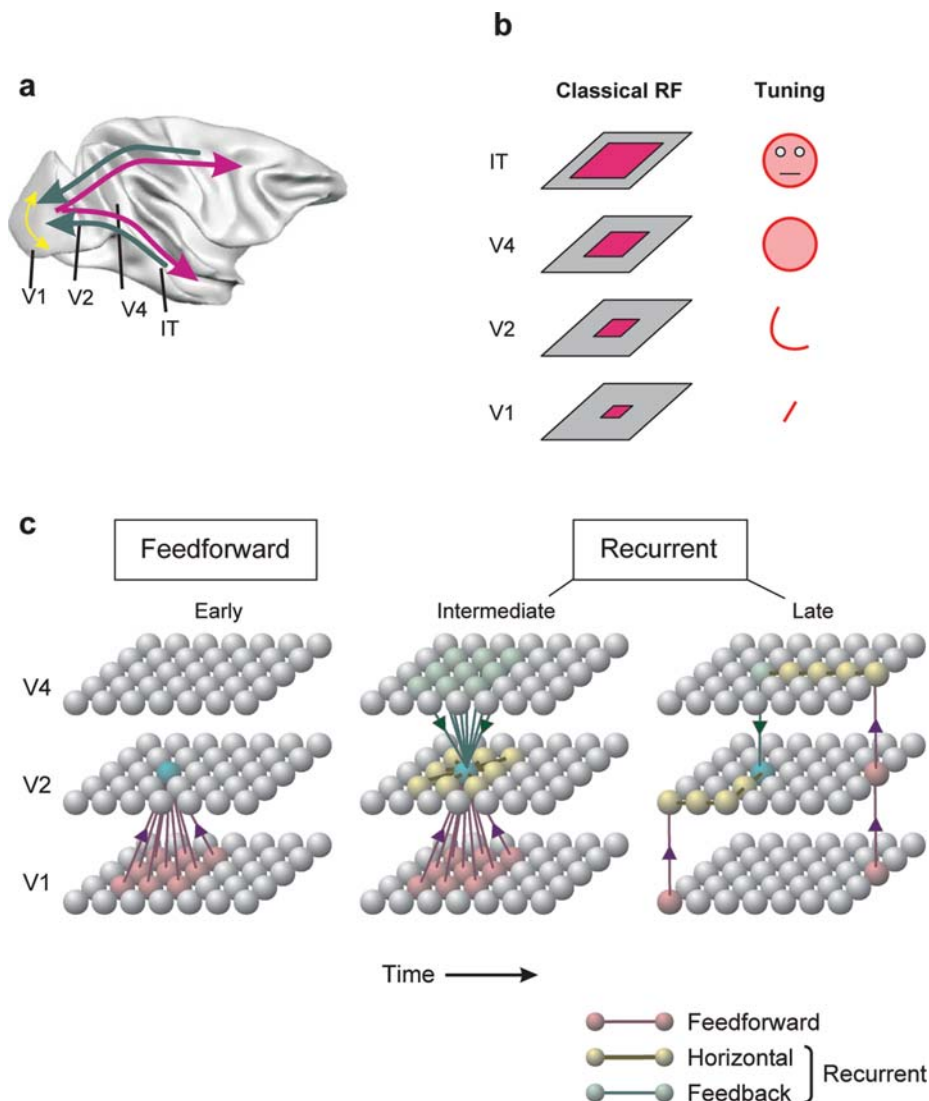 b
a
Classical RF Tuning
IT
V4
V2
V1
V1
V2
V4
IT
c
Feedforward
Recurrent
Early
Intermediate
Late
V4
V2
V1
Time
Feedforward
Horizontal
Feedback
Recurrent